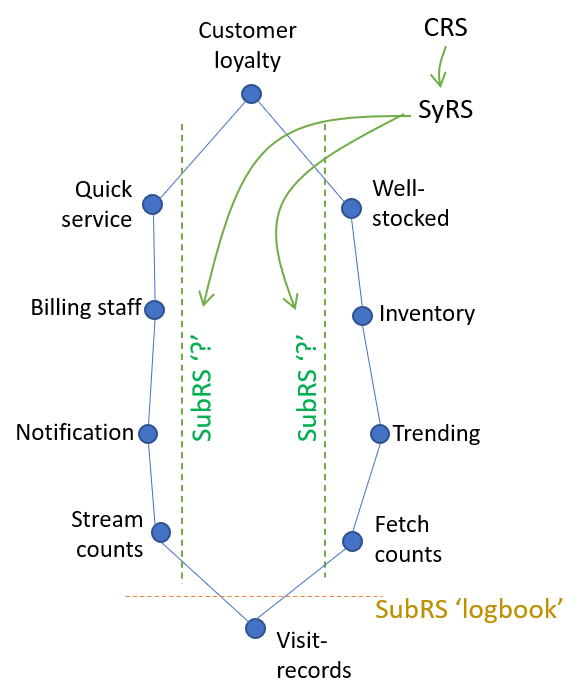 Customer
loyalty
CRS
SyRS
Quick
service
Well-
stocked
Billing staff
Inventory
SubRS ‘?’
SubRS ‘?’
Notification
Trending
Stream
counts
Fetch
counts
SubRS ‘logbook’
Visit-
records